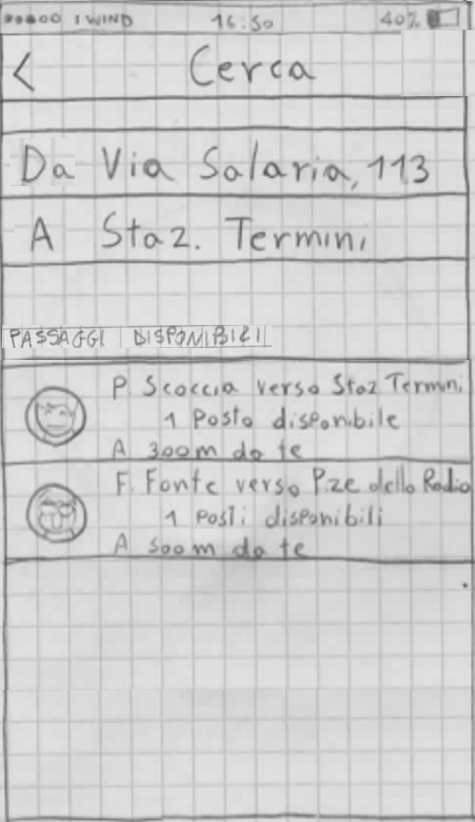 WIND 16:50 40%
< Cerca
Da Via Salaria, 113
A Staz. Termini
PASSAGGI DISPONIBILI
P. Scoccia verso Staz Termini
1 Posto disponibile
A 300m da te
F. Fonte verso P.ze della Radio
1 Posti disponibili
A 500m da te